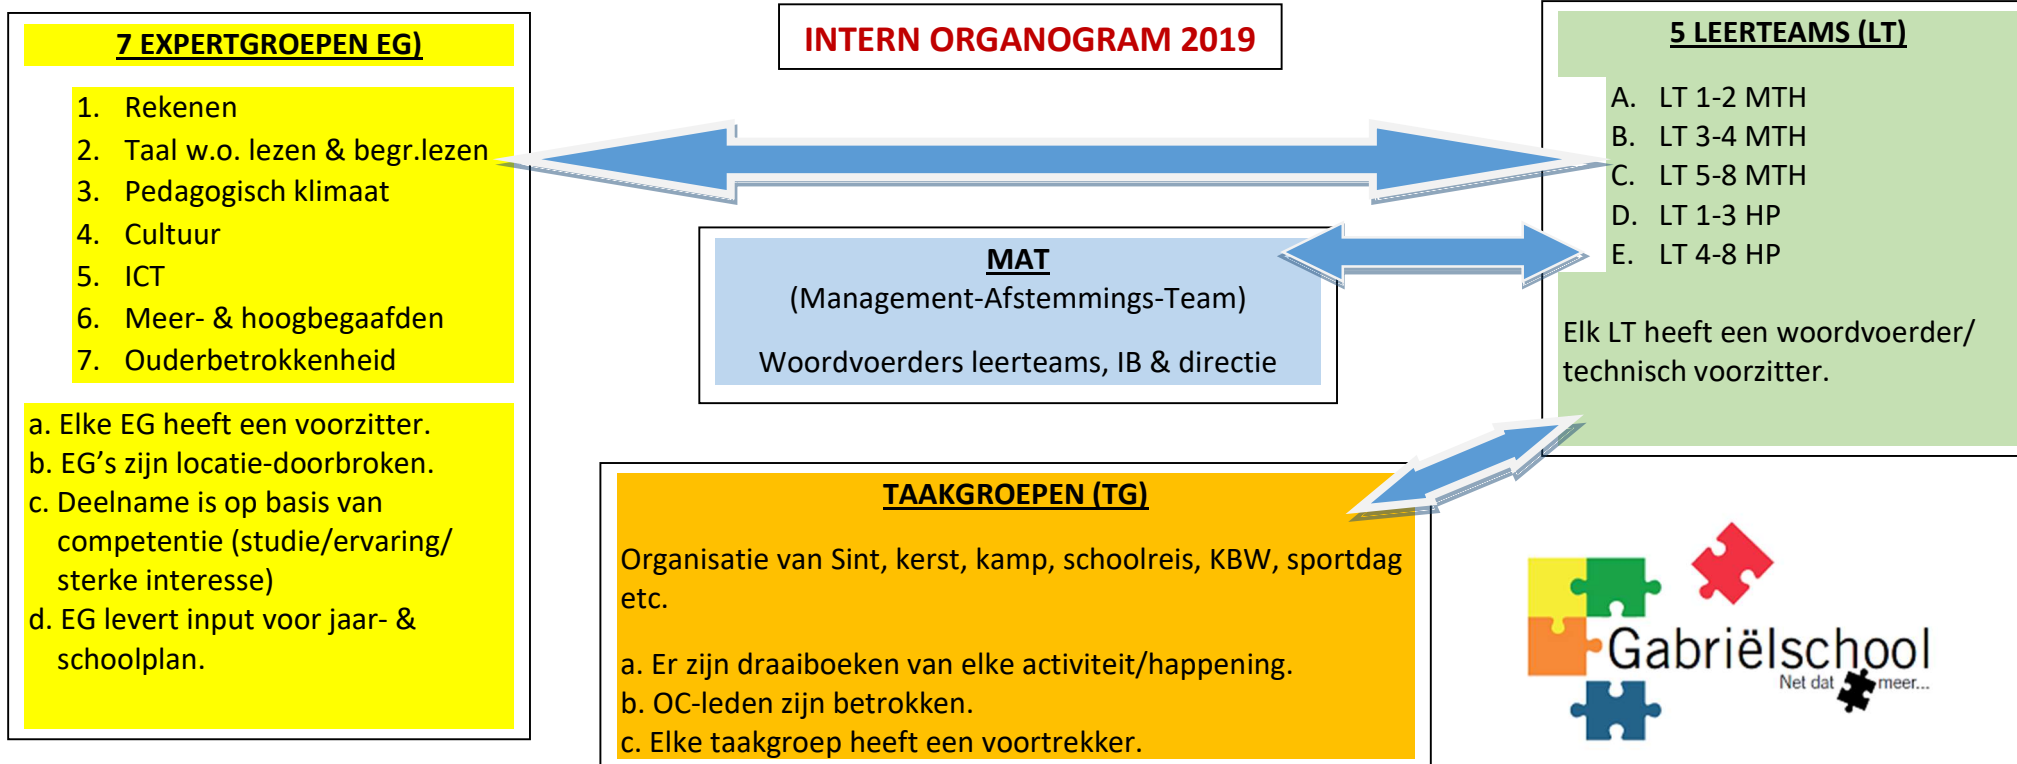 7 EXPERTGROEPEN EG)
1. Rekenen
2. Taal w.o. lezen & begr.lezen
3. Pedagogisch klimaat
4. Cultuur
5. ICT
6. Meer- & hoogbegaafden
7. Ouderbetrokkenheid
a. Elke EG heeft een voorzitter.
b. EG’s zijn locatie-doorbroken.
c. Deelname is op basis van
competentie (studie/ervaring/
sterke interesse)
d. EG levert input voor jaar- &
schoolplan.
INTERN ORGANOGRAM 2019
MAT
(Management-Afstemmings-Team)
Woordvoerders leerteams, IB & directie
TAAKGROEPEN (TG)
Organisatie van Sint, kerst, kamp, schoolreis, KBW, sportdag
etc.
a. Er zijn draaiboeken van elke activiteit/happening.
b. OC-leden zijn betrokken.
c. Elke taakgroep heeft een voortrekker.
5 LEERTEAMS (LT)
A. LT 1-2 MTH
B. LT 3-4 MTH
C. LT 5-8 MTH
D. LT 1-3 HP
E. LT 4-8 HP
Elk LT heeft een woordvoerder/
technisch voorzitter.
Gabriëlschool
Net dat meer...